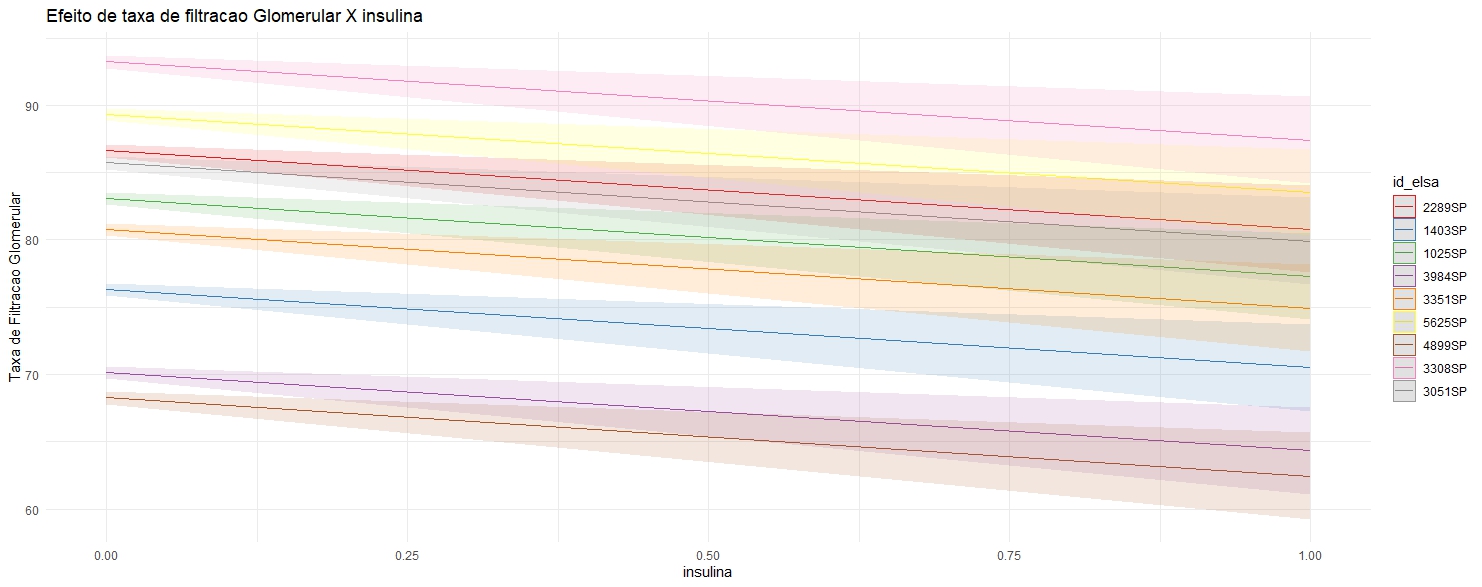 Efeito de taxa de filtracao Glomerular X insulina
Taxa de Filtracao Glomerular
90
80
70
60
0.00
0.25
0.50
0.75
1.00
insulina
id_elsa
2289SP
1403SP
1025SP
3984SP
3351SP
5625SP
4899SP
3308SP
3051SP